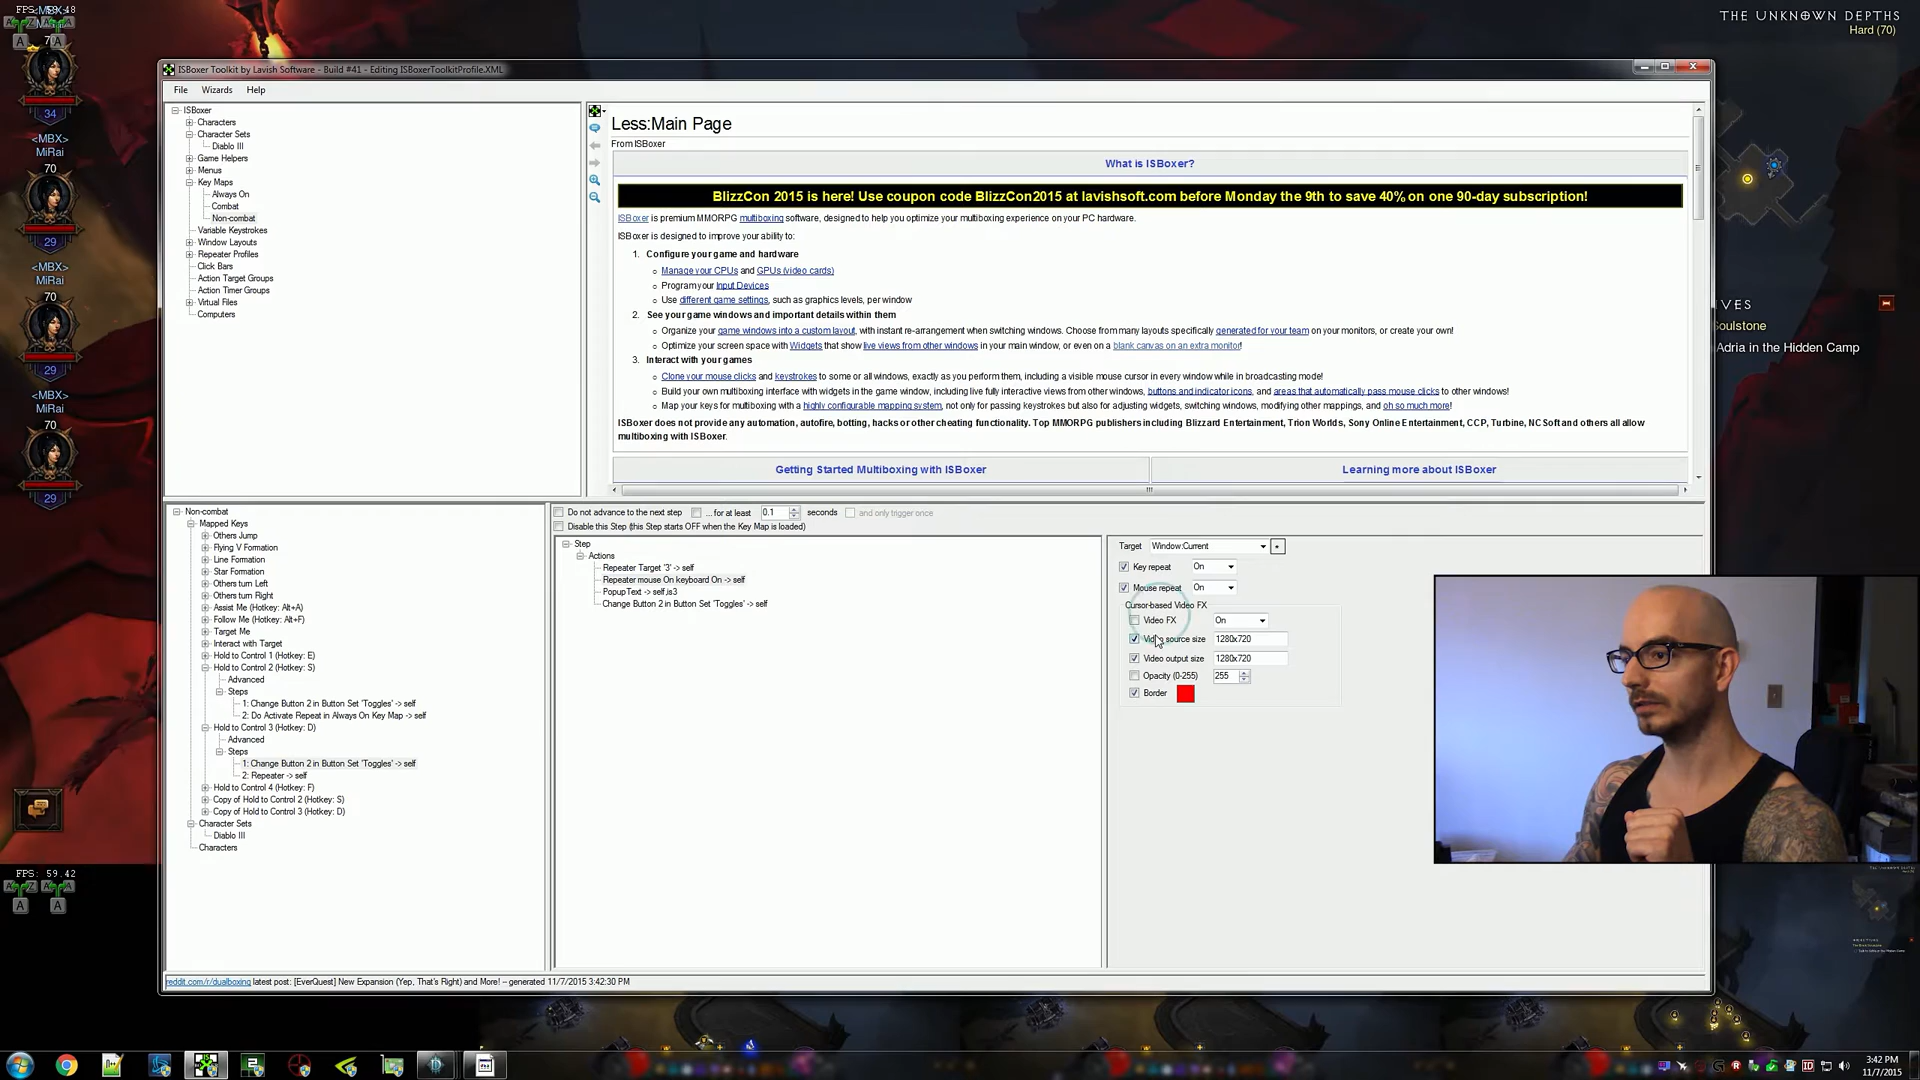 FPS: 59.48
THE UNKNOWN DEPTHS
Hard (70)
70
34
<MBX>
MiRai
70
29
<MBX>
MiRai
70
29
<MBX>
MiRai
70
29
FPS: 59.42
A A
ISBoxer Toolkit by Lavish Software - Build #41 - Editing ISBoxerToolkitProfile.XML
File Wizards Help
ISBoxer
Characters
Character Sets
Diablo III
Game Helpers
Menus
Key Maps
Always On
Combat
Non-combat
Variable Keystrokes
Window Layouts
Repeater Profiles
Click Bars
Action Target Groups
Action Timer Groups
Virtual Files
Computers
Less:Main Page
From ISBoxer
What is ISBoxer?
BlizzCon 2015 is here! Use coupon code BlizzCon2015 at lavishsoft.com before Monday the 9th to save 40% on one 90-day subscription!
ISBoxer is premium MMORPG multiboxing software, designed to help you optimize your multiboxing experience on your PC hardware.
ISBoxer is designed to improve your ability to:
1. Configure your game and hardware
Manage your CPUs and GPUs (video cards)
Program your Input Devices
Use different game settings, such as graphics levels, per window
2. See your game windows and important details within them
Organize your game windows into a custom layout, with instant re-arrangement when switching windows. Choose from many layouts specifically generated for your team on your monitors, or create your own!
Optimize your screen space with Widgets that show live views from other windows in your main window, or even on a blank canvas on an extra monitor!
3. Interact with your games
Clone your mouse clicks and keystrokes to some or all windows, exactly as you perform them, including a visible mouse cursor in every window while in broadcasting mode!
Build your own multiboxing interface with widgets in the game window, including live fully interactive views from other windows, buttons and indicator icons, and areas that automatically pass mouse clicks to other windows!
Map your keys for multiboxing with a highly configurable mapping system, not only for passing keystrokes but also for adjusting widgets, switching windows, modifying other mappings, and oh so much more!
ISBoxer does not provide any automation, autofire, botting, hacks or other cheating functionality. Top MMORPG publishers including Blizzard Entertainment, Trion Worlds, Sony Online Entertainment, CCP, Turbine, NCSoft and others all allow
multiboxing with ISBoxer.
Getting Started Multiboxing with ISBoxer
Learning more about ISBoxer
IVES
Soulstone
Adria in the Hidden Camp
Non-combat
Mapped Keys
Others Jump
Flying V Formation
Line Formation
Star Formation
Others turn Left
Others turn Right
Assist Me (Hotkey: Alt+A)
Follow Me (Hotkey: Alt+F)
Target Me
Interact with Target
Hold to Control 1 (Hotkey: E)
Hold to Control 2 (Hotkey: S)
Advanced
Steps
1: Change Button 2 in Button Set 'Toggles' -> self
2: Do Activate Repeat in Always On Key Map -> self
Hold to Control 3 (Hotkey: D)
Advanced
Steps
1: Change Button 2 in Button Set 'Toggles' -> self
2: Repeater -> self
Hold to Control 4 (Hotkey: F)
Copy of Hold to Control 2 (Hotkey: S)
Copy of Hold to Control 3 (Hotkey: D)
Character Sets
Diablo III
Characters
Do not advance to the next step ... for at least 0.1 seconds and only trigger once
Disable this Step (this Step starts OFF when the Key Map is loaded)
Step
Actions
Repeater Target '3' -> self
Repeater mouse On keyboard On -> self
PopupText -> self.is3
Change Button 2 in Button Set 'Toggles' -> self
Target Window:Current
Key repeat On
Mouse repeat On
Cursor-based Video FX
Video FX On
Video source size 1280x720
Video output size 1280x720
Opacity (0-255) 255
Border
reddit.com/r/dualboxing latest post: [EverQuest] New Expansion (Yep, That's Right) and More! -- generated 11/7/2015 3:42:30 PM
3:42 PM
11/7/2015